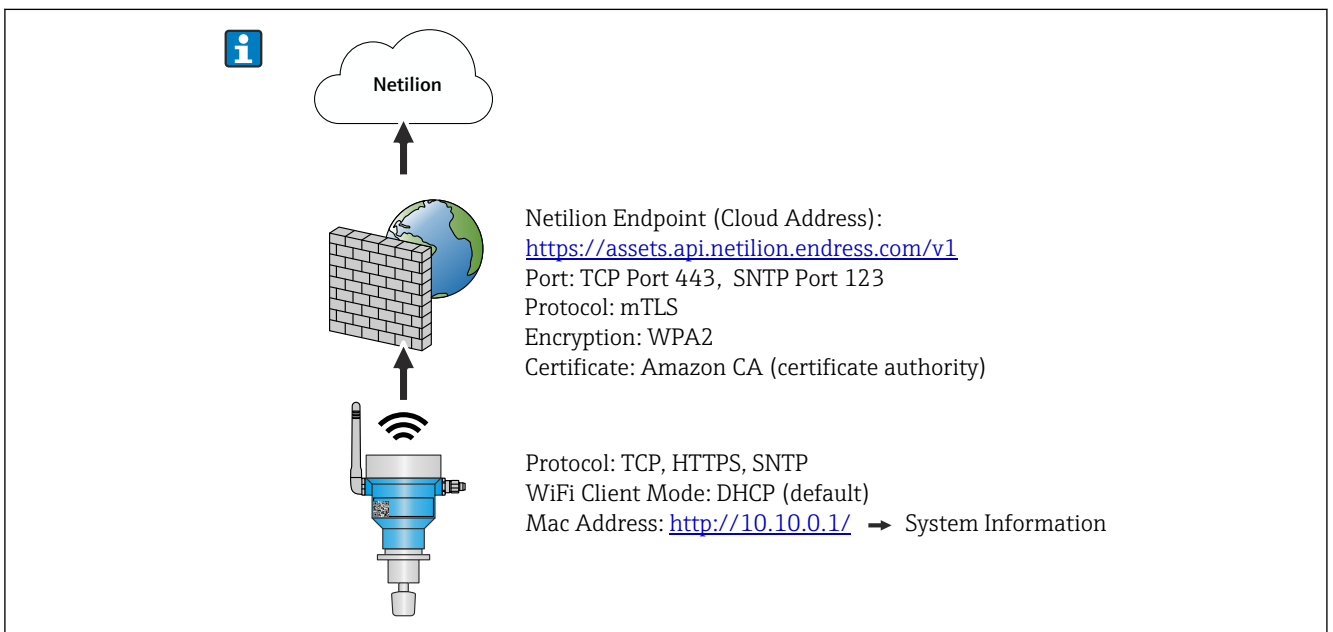 Netilion
Netilion Endpoint (Cloud Address):
https://assets.api.netilion.endress.com/v1
Port: TCP Port 443, SNTP Port 123
Protocol: mTLS
Encryption: WPA2
Certificate: Amazon CA (certificate authority)
Protocol: TCP, HTTPS, SNTP
WiFi Client Mode: DHCP (default)
Mac Address: http://10.10.0.1/ → System Information